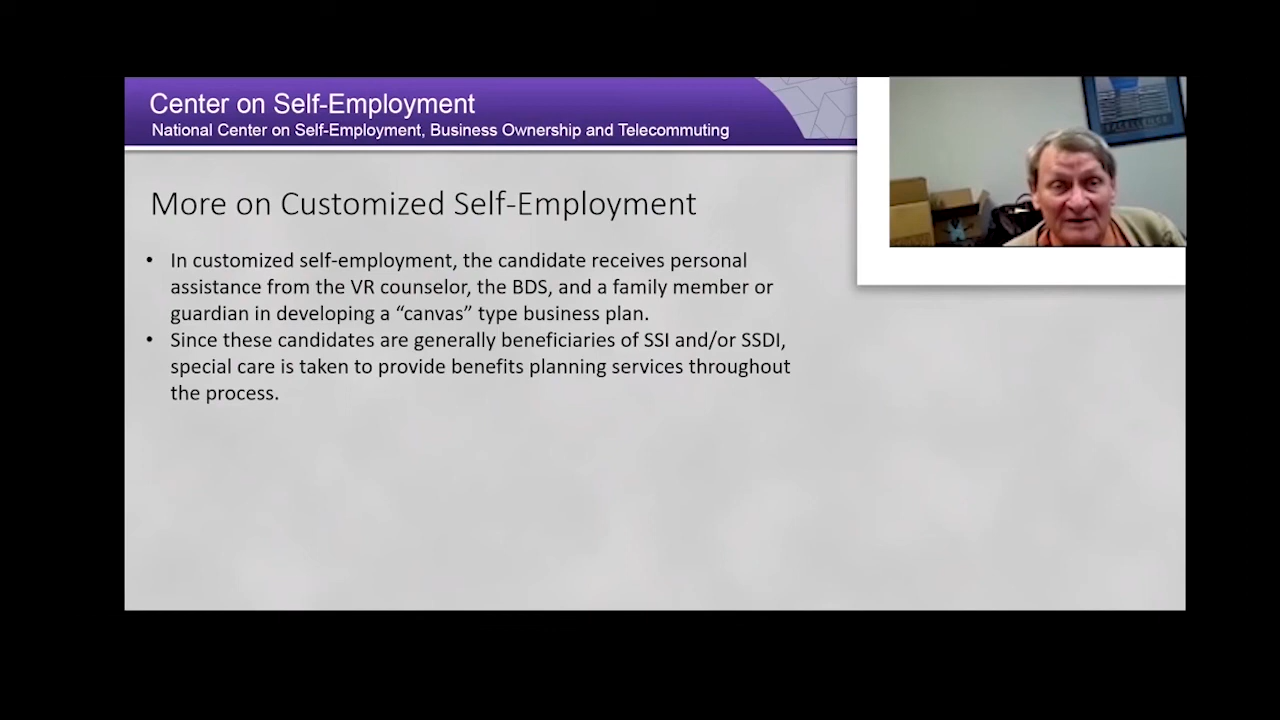 Center on Self-Employment
National Center on Self-Employment, Business Ownership and Telecommuting
More on Customized Self-Employment
• In customized self-employment, the candidate receives personal
assistance from the VR counselor, the BDS, and a family member or
guardian in developing a “canvas” type business plan.
• Since these candidates are generally beneficiaries of SSI and/or SSDI,
special care is taken to provide benefits planning services throughout
the process.